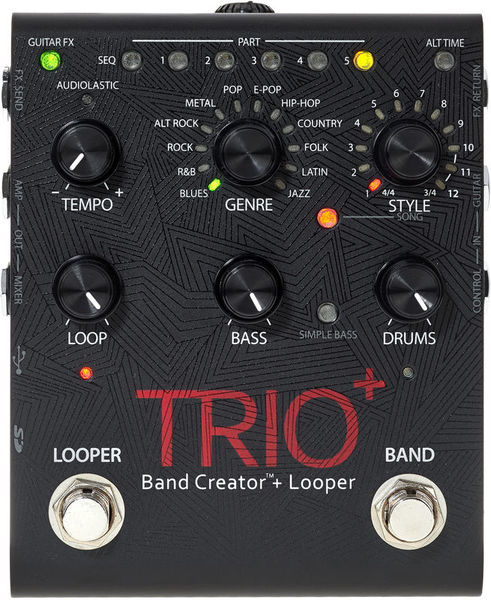 GUITAR FX
PART
ALT TIME
SEQ 1 2 3 4 5
AUDIOLASTIC
FX SEND
FX RETURN
METAL POP E-POP HIP-HOP
ALT ROCK COUNTRY
ROCK FOLK
R&B LATIN
BLUES JAZZ
- +
TEMPO
GENRE
1 2 3 4 5 6 7 8 9 10 11 12
4/4 3/4
STYLE
SONG
AMP — OUT — MIXER
GUITAR — IN — CONTROL
LOOP
BASS
SIMPLE BASS
DRUMS
TRIO+
LOOPER
BAND
Band Creator™+ Looper